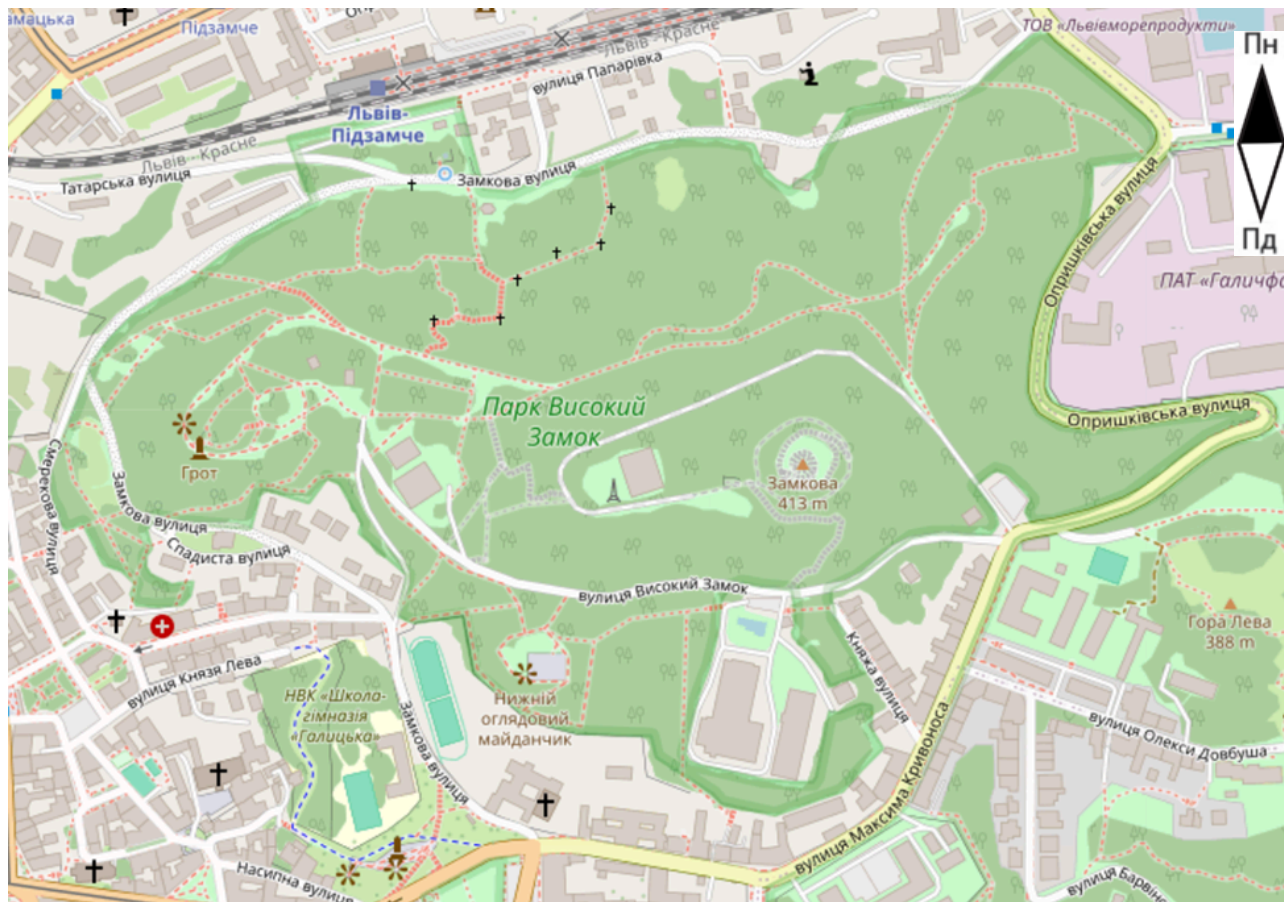 Підзамче
ТОВ «Львівморепродукти»
Пн
Львів - Красне
вулиця Папарівка
Львів-
Підзамче
Львів - Красне
Татарська вулиця
Замкова вулиця
Опришківська вулиця
Пд
ПАТ «Галичф
Парк Високий
Замок
Опришківська вулиця
Грот
Замкова
413 m
Смерекова вулиця
Замкова вулиця
Спадиста вулиця
вулиця Високий Замок
Гора Лева
388 m
Княжа вулиця
вулиця Князя Лева
НВК «Школа-
гімназія
«Галицька»
Нижній
оглядовий
майданчик
Замкова вулиця
вулиця Олекси Довбуша
вулиця Максима Кривоноса
Насипна вулиця
вулиця Барвін